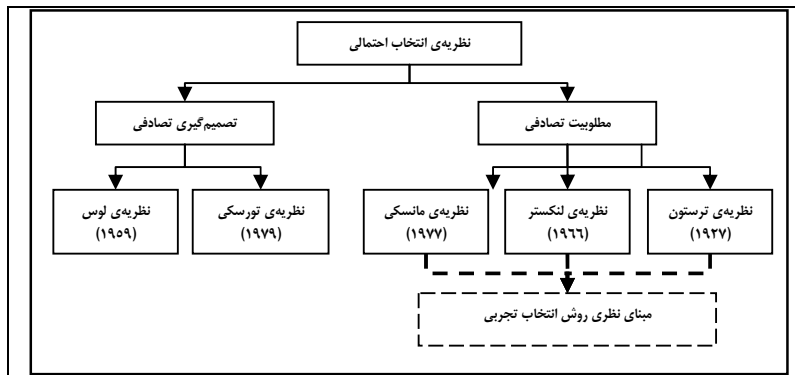 نظریه‌ی انتخاب احتمالی
مطلوبیت تصادفی
تصمیم‌گیری تصادفی
نظریه‌ی ترستون
(۱۹۲۷)
نظریه‌ی لنکستر
(۱۹٦٦)
نظریه‌ی مانسکی
(۱۹۷۷)
نظریه‌ی تورسکی
(۱۹۷۹)
نظریه‌ی لوس
(۱۹۵۹)
مبنای نظری روش انتخاب تجربی